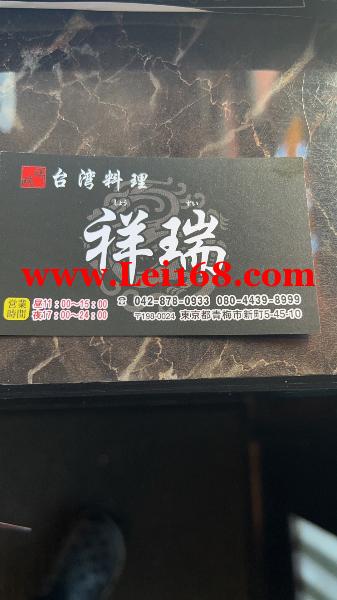 台湾料理
しょう ずい
祥瑞
www.Lei168.com
営業時間
昼11：00～15：00
夜17：00～24：00
☎ 042-878-0933 080-4439-8999
〒198-0024 東京都青梅市新町5-45-10